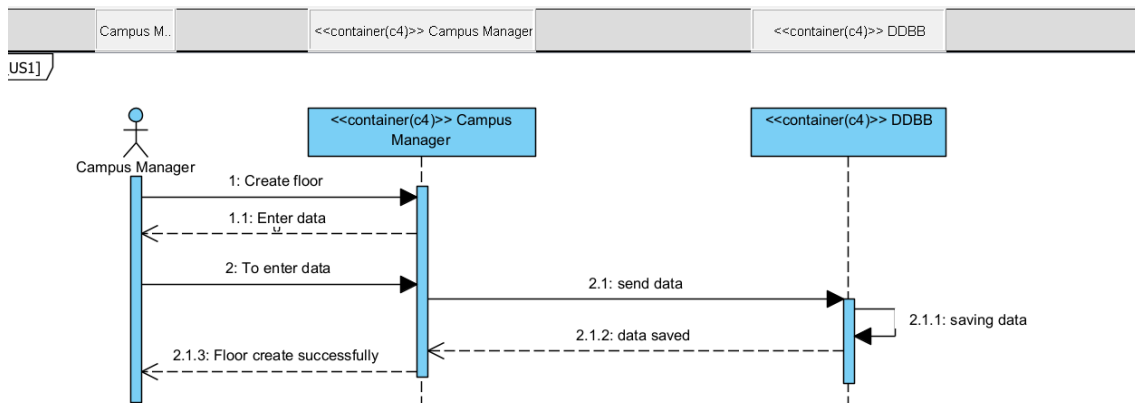 Campus M..
<<container(c4)>> Campus Manager
<<container(c4)>> DDBB
US1]
<<container(c4)>> Campus
Manager
<<container(c4)>> DDBB
Campus Manager
1: Create floor
1.1: Enter data
2: To enter data
2.1: send data
2.1.1: saving data
2.1.2: data saved
2.1.3: Floor create successfully